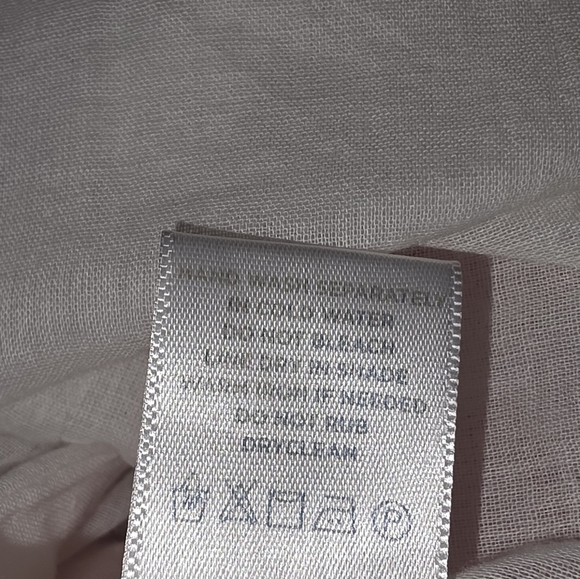 HAND WASH SEPARATELY
IN COLD WATER
DO NOT BLEACH
LINE DRY IN SHADE
WARM IRON IF NEEDED
DO NOT RUB
DRYCLEAN
P